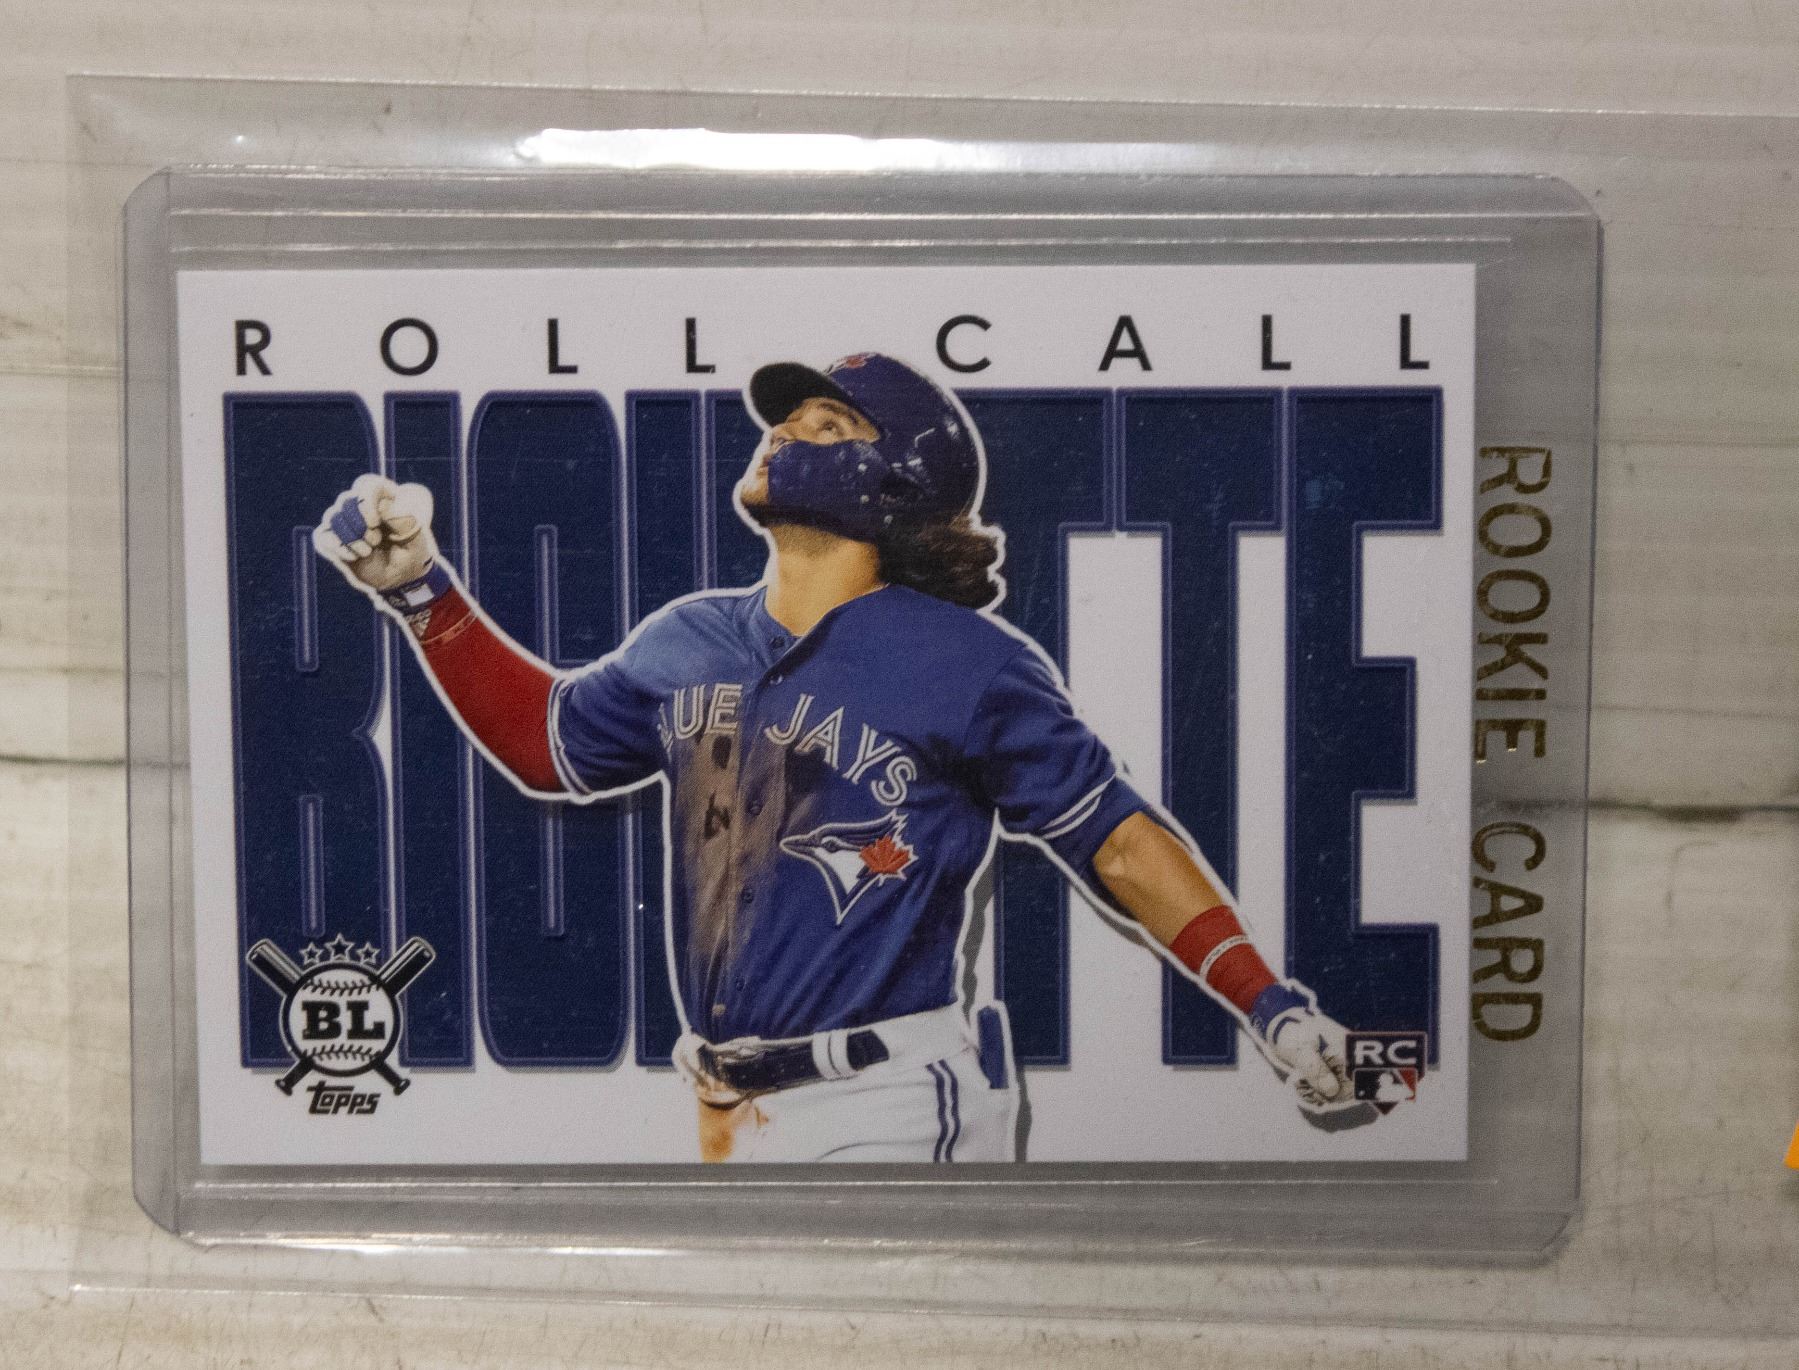 ROLL CALL
BICHETTE
BLUE JAYS
BL
topps
RC
ROOKIE CARD